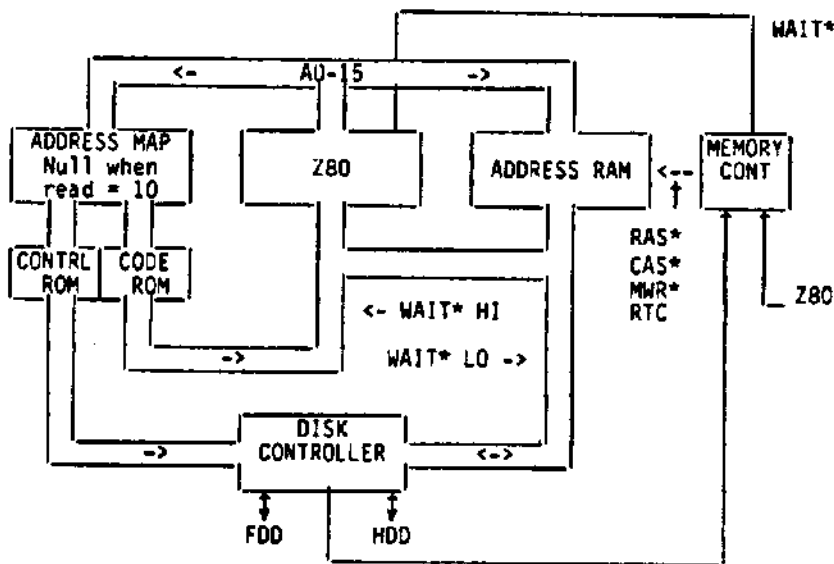 WAIT*
<- A0-15 ->
ADDRESS MAP
Null when
read = 10
Z80
ADDRESS RAM
<--
MEMORY
CONT
CONTRL
ROM
CODE
ROM
RAS*
CAS*
MWR*
RTC
Z80
<- WAIT* HI
WAIT* LO ->
->
DISK
CONTROLLER
->
<->
FDD
HDD